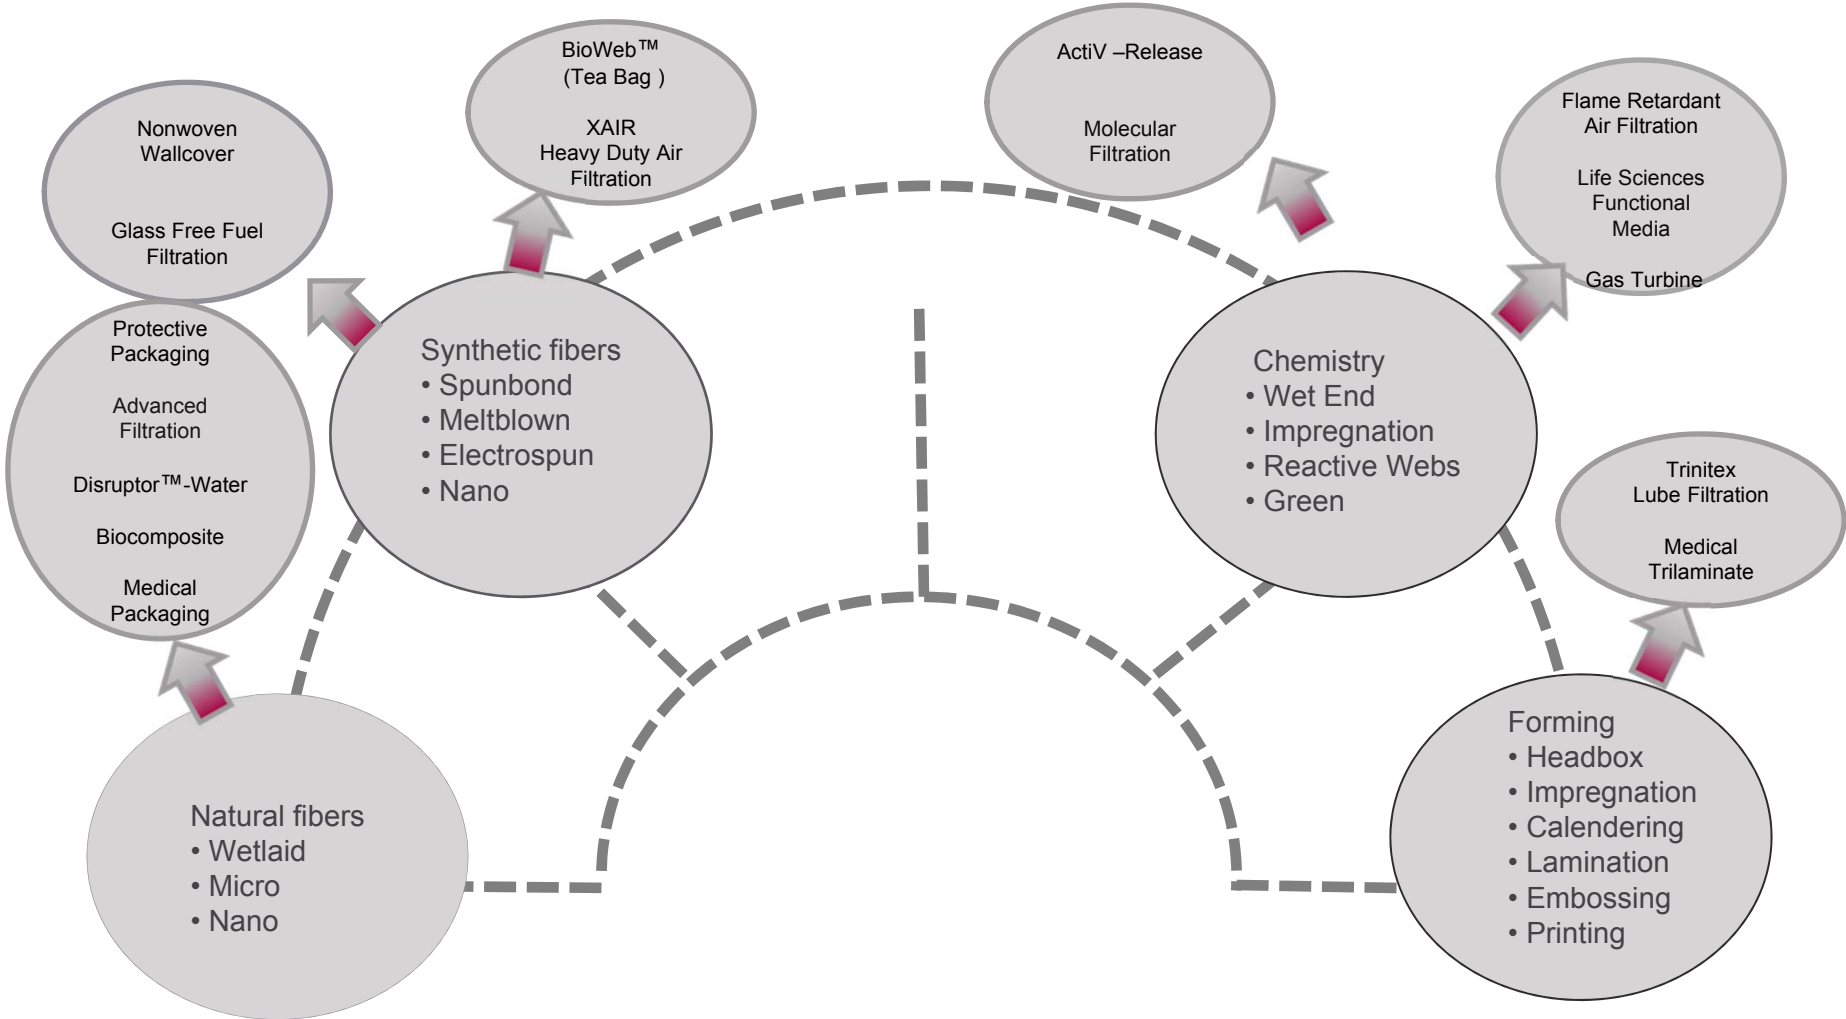 BioWeb™
(Tea Bag )
XAIR
Heavy Duty Air
Filtration
ActiV –Release
Molecular
Filtration
Flame Retardant
Air Filtration
Life Sciences
Functional
Media
Gas Turbine
Nonwoven
Wallcover
Glass Free Fuel
Filtration
Protective
Packaging
Advanced
Filtration
Disruptor™-Water
Biocomposite
Medical
Packaging
Synthetic fibers
• Spunbond
• Meltblown
• Electrospun
• Nano
Chemistry
• Wet End
• Impregnation
• Reactive Webs
• Green
Trinitex
Lube Filtration
Medical
Trilaminate
Natural fibers
• Wetlaid
• Micro
• Nano
Forming
• Headbox
• Impregnation
• Calendering
• Lamination
• Embossing
• Printing